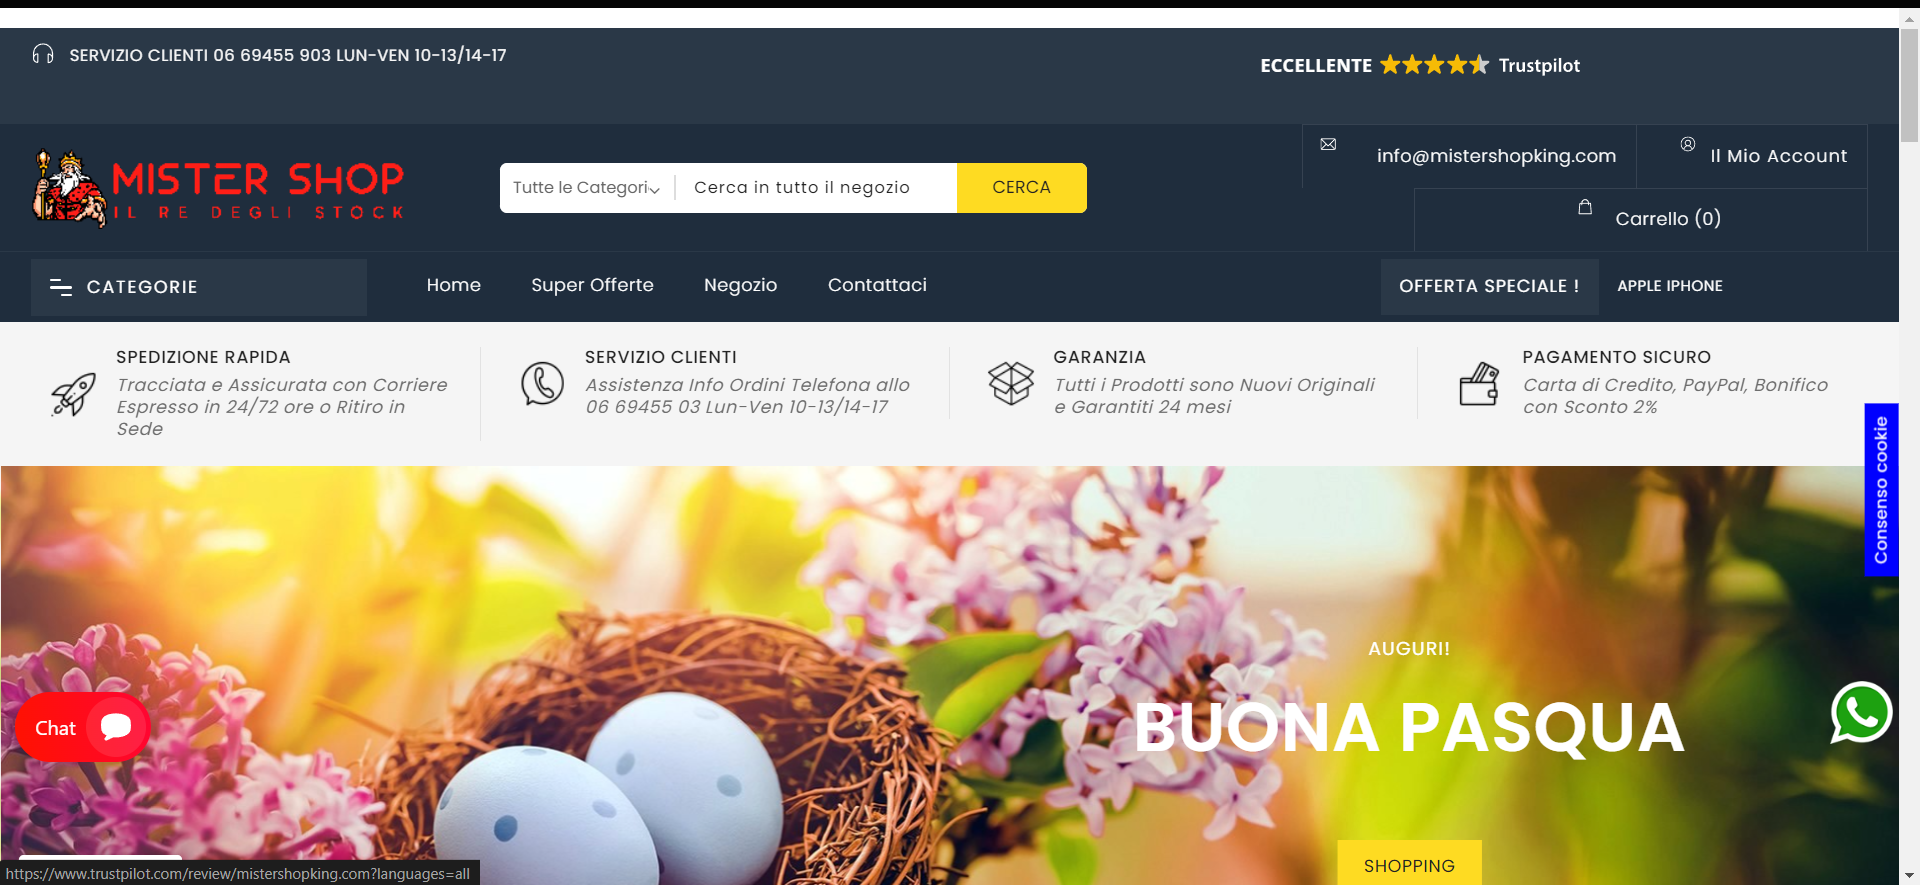 SERVIZIO CLIENTI 06 69455 903 LUN-VEN 10-13/14-17
ECCELLENTE Trustpilot
MISTER SHOP
IL RE DEGLI STOCK
Tutte le Categori
Cerca in tutto il negozio
CERCA
info@mistershopking.com
Il Mio Account
Carrello (0)
CATEGORIE
Home
Super Offerte
Negozio
Contattaci
OFFERTA SPECIALE !
APPLE IPHONE
SPEDIZIONE RAPIDA
Tracciata e Assicurata con Corriere
Espresso in 24/72 ore o Ritiro in
Sede
SERVIZIO CLIENTI
Assistenza Info Ordini Telefona allo
06 69455 03 Lun-Ven 10-13/14-17
GARANZIA
Tutti i Prodotti sono Nuovi Originali
e Garantiti 24 mesi
PAGAMENTO SICURO
Carta di Credito, PayPal, Bonifico
con Sconto 2%
Consenso cookie
AUGURI!
BUONA PASQUA
Chat
SHOPPING
https://www.trustpilot.com/review/mistershopking.com?languages=all